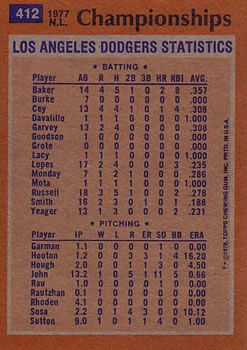 412 1977 N.L. Championships
LOS ANGELES DODGERS STATISTICS
• BATTING •
Player AB R H 2B 3B HR RBI AVG.
Baker 14 4 5 1 0 2 8 .357
Burke 7 0 0 0 0 0 0 .000
Cey 13 4 4 1 0 1 4 .308
Davalillo 1 1 1 0 0 0 0 1.000
Garvey 13 2 4 0 0 0 0 .308
Goodson 1 0 0 0 0 0 0 .000
Grote 0 0 0 0 0 0 0 .000
Lacy 1 1 1 0 0 0 0 1.000
Lopes 17 2 4 0 0 0 3 .235
Monday 7 1 2 1 0 0 0 .286
Mota 1 1 1 1 0 0 0 1.000
Russell 18 3 5 1 0 0 2 .278
Smith 16 2 3 0 1 0 1 .188
Yeager 13 1 3 0 0 0 2 .231
• PITCHING •
Player IP W L R ER SO BB ERA
Garman 1.1 0 0 0 0 1 0 0.00
Hooton 1.2 0 0 3 3 1 4 16.20
Hough 2.0 0 0 1 1 3 0 4.50
John 13.2 1 0 5 1 11 5 0.66
Rau 1.0 0 0 0 0 1 0 0.00
Rautzhan 0.1 1 0 0 0 0 0 0.00
Rhoden 4.1 0 0 0 0 0 2 0.00
Sosa 2.2 0 1 3 3 0 0 10.12
Sutton 9.0 1 0 1 1 4 0 1.00
© 1978, TOPPS CHEWING GUM, INC. PRTD. IN U.S.A.